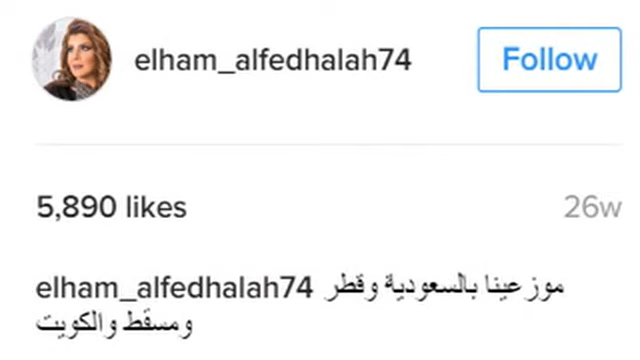 elham_alfedhalah74
Follow
5,890 likes
26w
elham_alfedhalah74 موزعينا بالسعودية وقطر
ومسقط والكويت